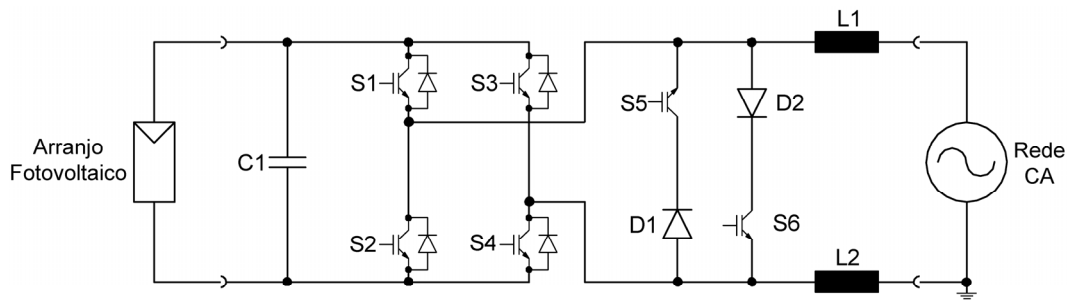 Arranjo
Fotovoltaico
C1
S1
S3
S2
S4
S5
D2
D1
S6
L1
L2
Rede
CA